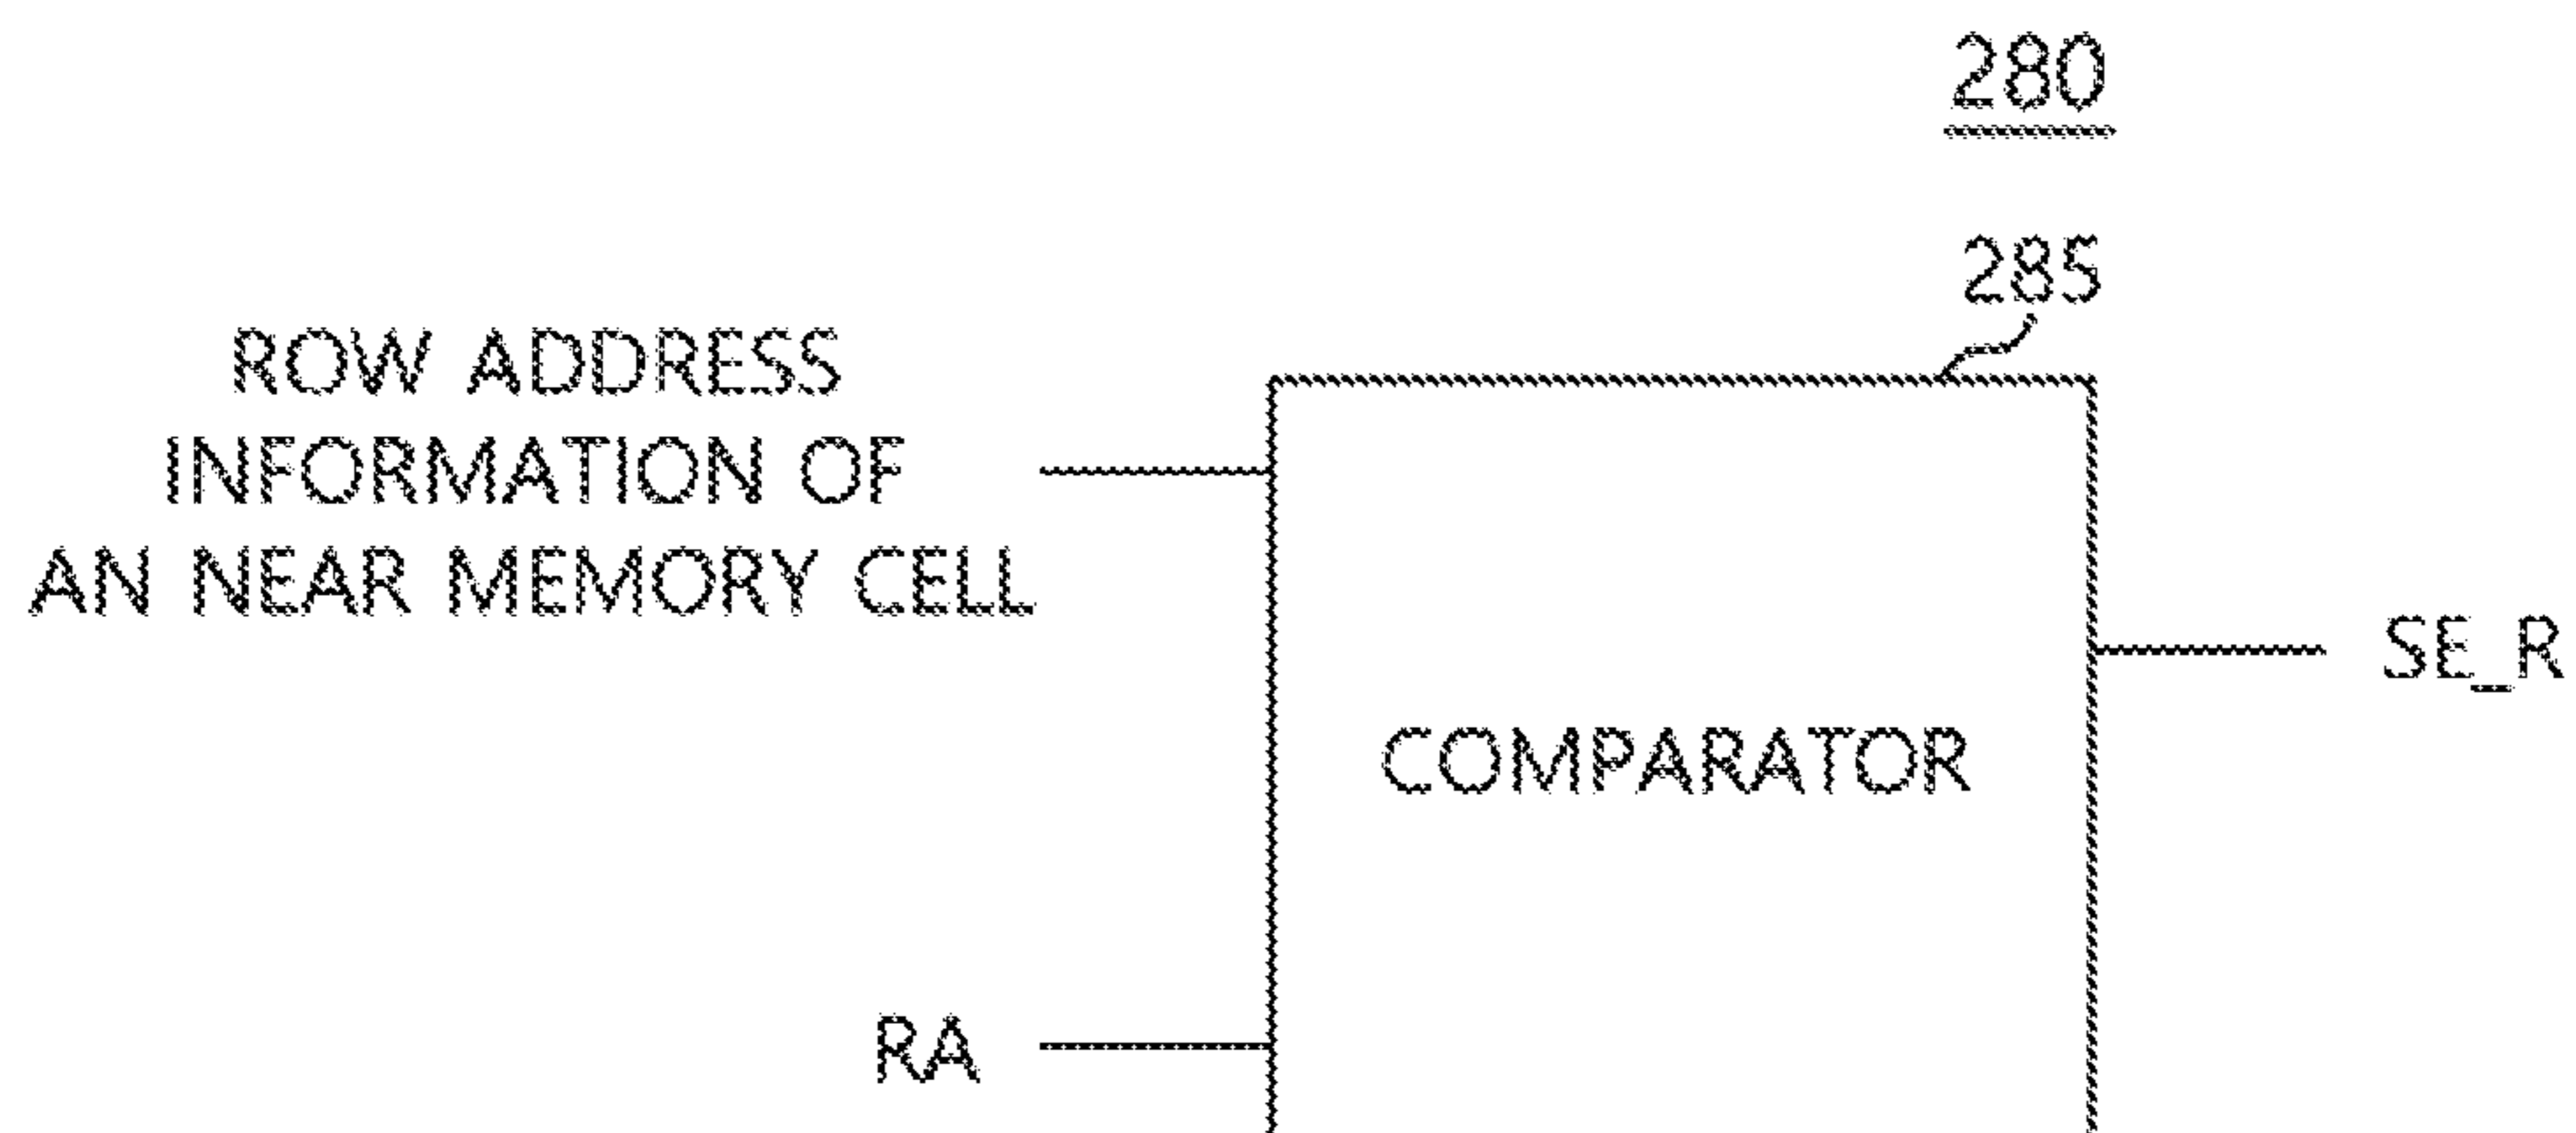 280
285
ROW ADDRESS
INFORMATION OF
AN NEAR MEMORY CELL
SE_R
COMPARATOR
RA